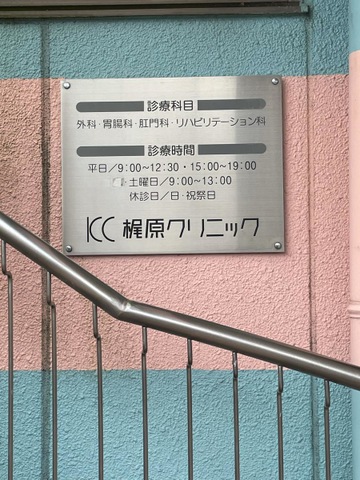 診療科目
外科・胃腸科・肛門科・リハビリテーション科
診療時間
平日／9:00~12:30・15:00~19:00
土曜日／9:00~13:00
休診日／日・祝祭日
KC 梶原クリニック